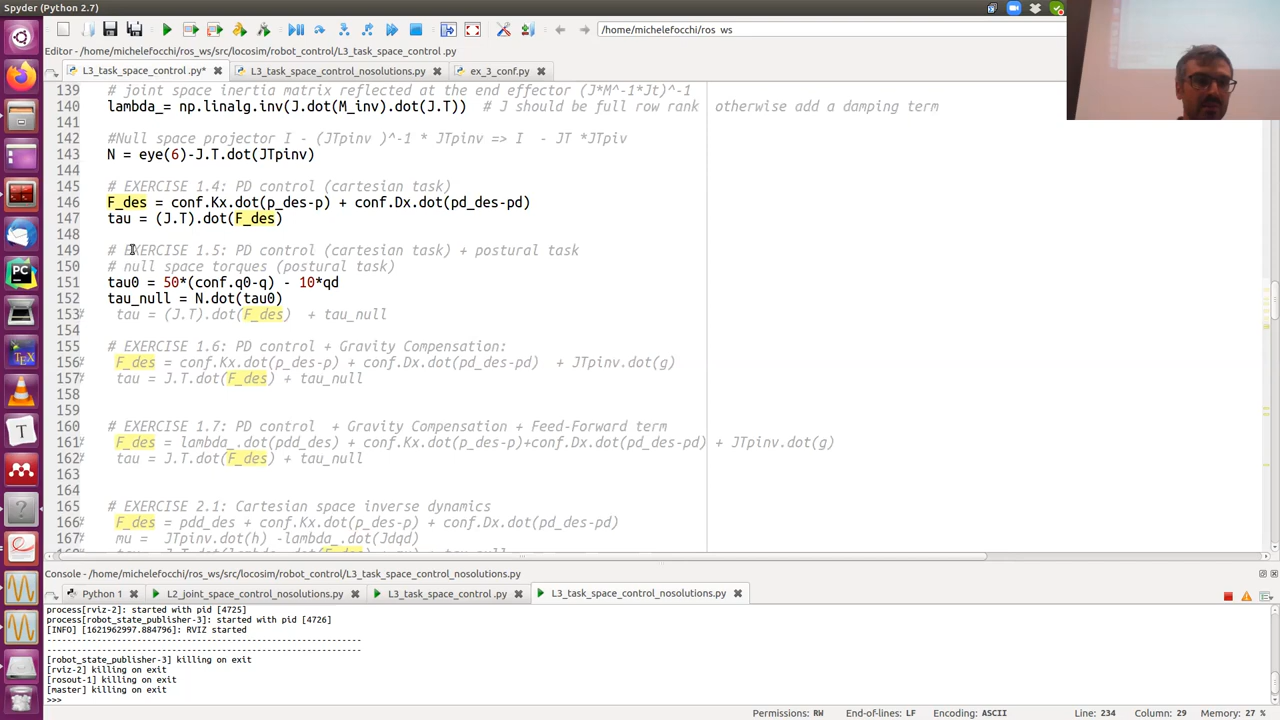 Spyder (Python 2.7)
/home/michelefocchi/ros_ws
Editor - /home/michelefocchi/ros_ws/src/locosim/robot_control/L3_task_space_control .py
L3_task_space_control .py*
L3_task_space_control_nosolutions.py
ex_3_conf.py
139 # joint space inertia matrix reflected at the end effector (J*M^-1*Jt)^-1
140 lambda_= np.linalg.inv(J.dot(M_inv).dot(J.T)) # J should be full row rank otherwise add a damping term
141
142 #Null space projector I - (JTpinv )^-1 * JTpinv => I - JT *JTpiv
143 N = eye(6)-J.T.dot(JTpinv)
144
145 # EXERCISE 1.4: PD control (cartesian task)
146 F_des = conf.Kx.dot(p_des-p) + conf.Dx.dot(pd_des-pd)
147 tau = (J.T).dot(F_des)
148
149 # EXERCISE 1.5: PD control (cartesian task) + postural task
150 # null space torques (postural task)
151 tau0 = 50*(conf.q0-q) - 10*qd
152 tau_null = N.dot(tau0)
153# tau = (J.T).dot(F_des) + tau_null
154
155 # EXERCISE 1.6: PD control + Gravity Compensation:
156# F_des = conf.Kx.dot(p_des-p) + conf.Dx.dot(pd_des-pd) + JTpinv.dot(g)
157# tau = J.T.dot(F_des) + tau_null
158
159
160 # EXERCISE 1.7: PD control + Gravity Compensation + Feed-Forward term
161# F_des = lambda_.dot(pdd_des) + conf.Kx.dot(p_des-p)+conf.Dx.dot(pd_des-pd) + JTpinv.dot(g)
162# tau = J.T.dot(F_des) + tau_null
163
164
165 # EXERCISE 2.1: Cartesian space inverse dynamics
166# F_des = pdd_des + conf.Kx.dot(p_des-p) + conf.Dx.dot(pd_des-pd)
167# mu = JTpinv.dot(h) -lambda_.dot(Jdqd)
Console - /home/michelefocchi/ros_ws/src/locosim/robot_control/L3_task_space_control_nosolutions.py
Python 1
L2_joint_space_control_nosolutions.py
L3_task_space_control .py
L3_task_space_control_nosolutions.py
process[rviz-2]: started with pid [4725]
process[robot_state_publisher-3]: started with pid [4726]
[INFO] [1621962997.884796]: RVIZ started
------------------------------------------------------------
------------------------------------------------------------
[robot_state_publisher-3] killing on exit
[rviz-2] killing on exit
[rosout-1] killing on exit
[master] killing on exit
>>>
Permissions: RW End-of-lines: LF Encoding: ASCII Line: 234 Column: 29 Memory: 27 %